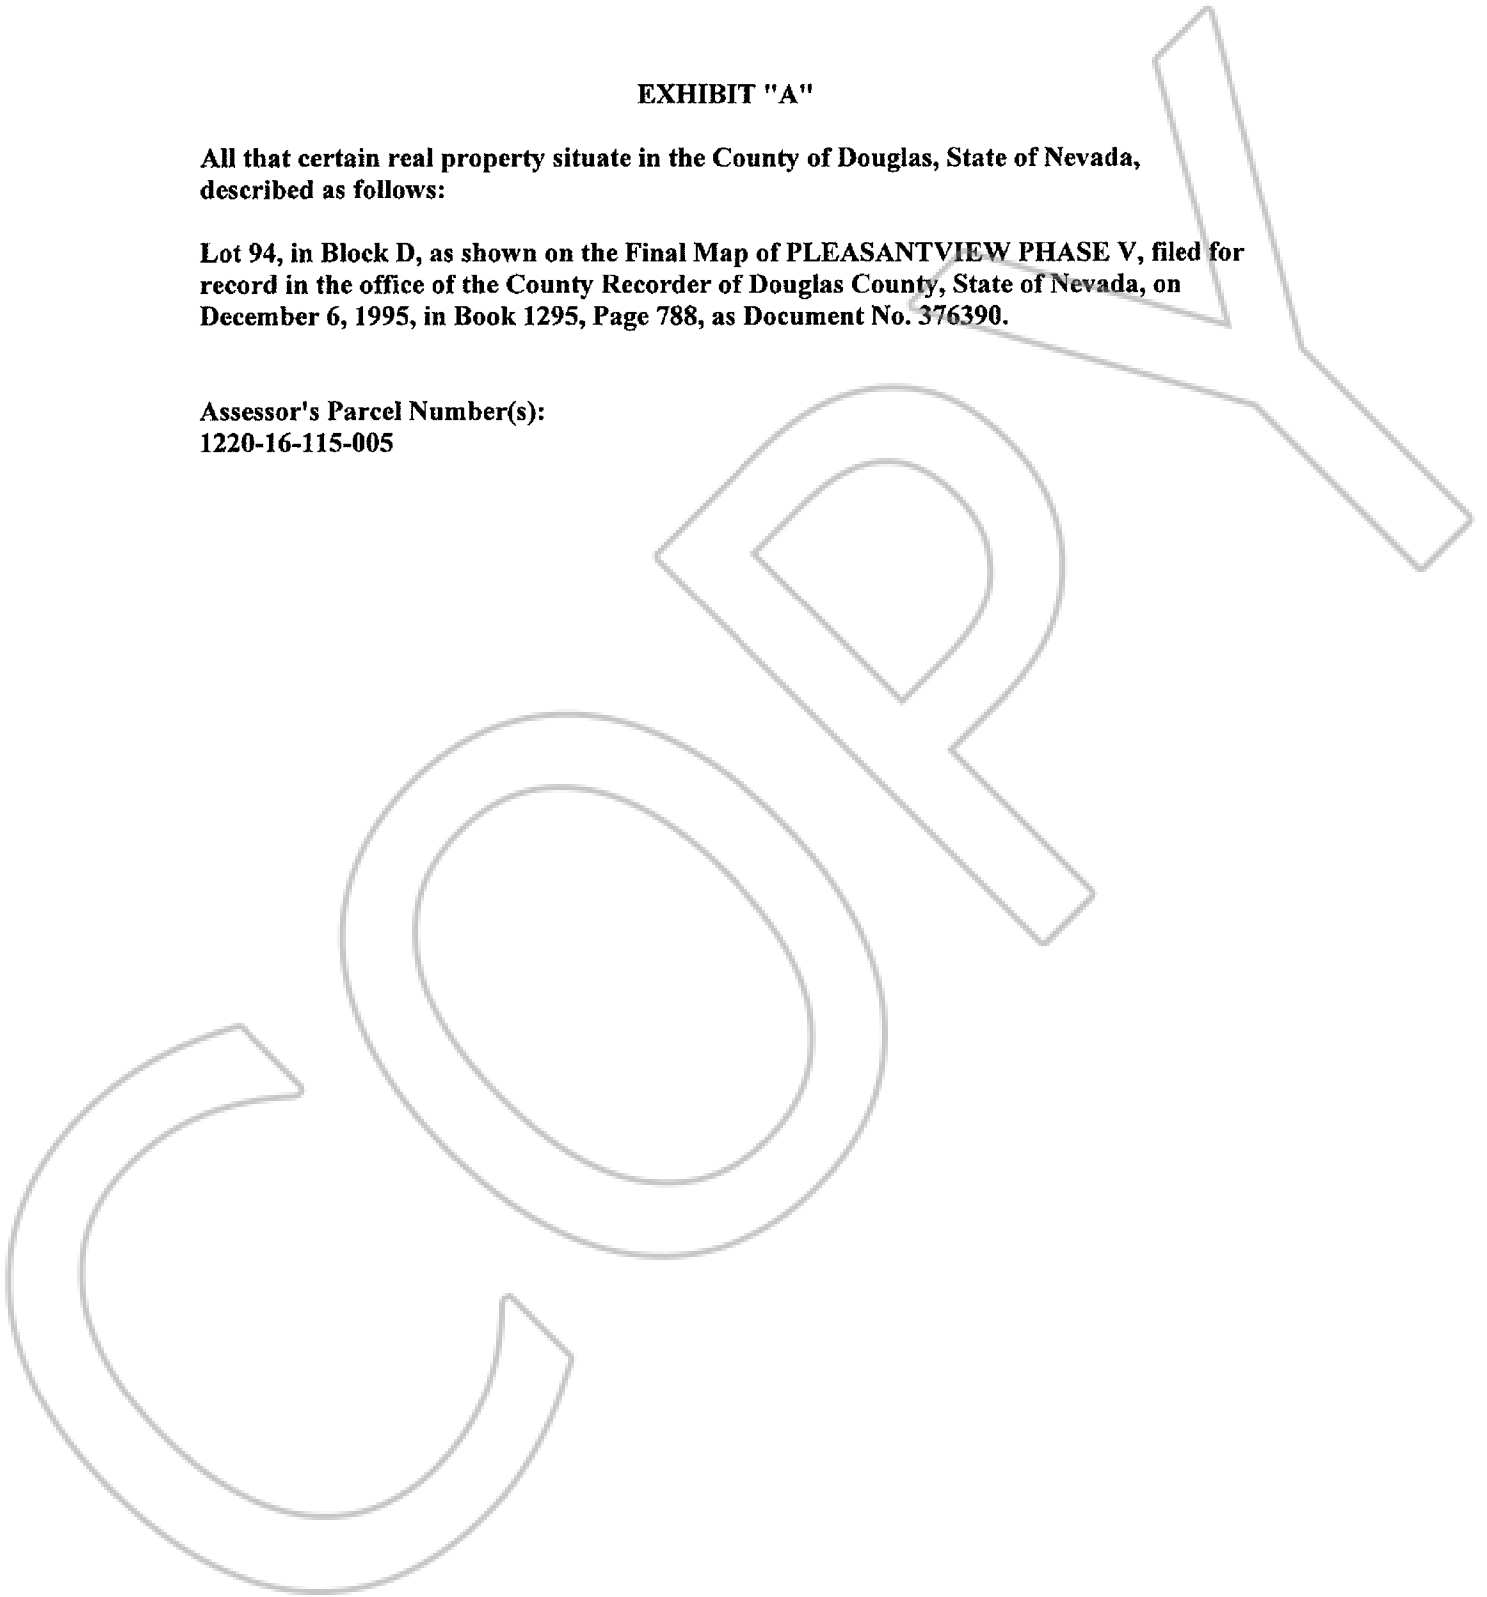 EXHIBIT "A"
All that certain real property situate in the County of Douglas, State of Nevada,
described as follows:
Lot 94, in Block D, as shown on the Final Map of PLEASANTVIEW PHASE V, filed for
record in the office of the County Recorder of Douglas County, State of Nevada, on
December 6, 1995, in Book 1295, Page 788, as Document No. 376390.
Assessor's Parcel Number(s):
1220-16-115-005
COPY